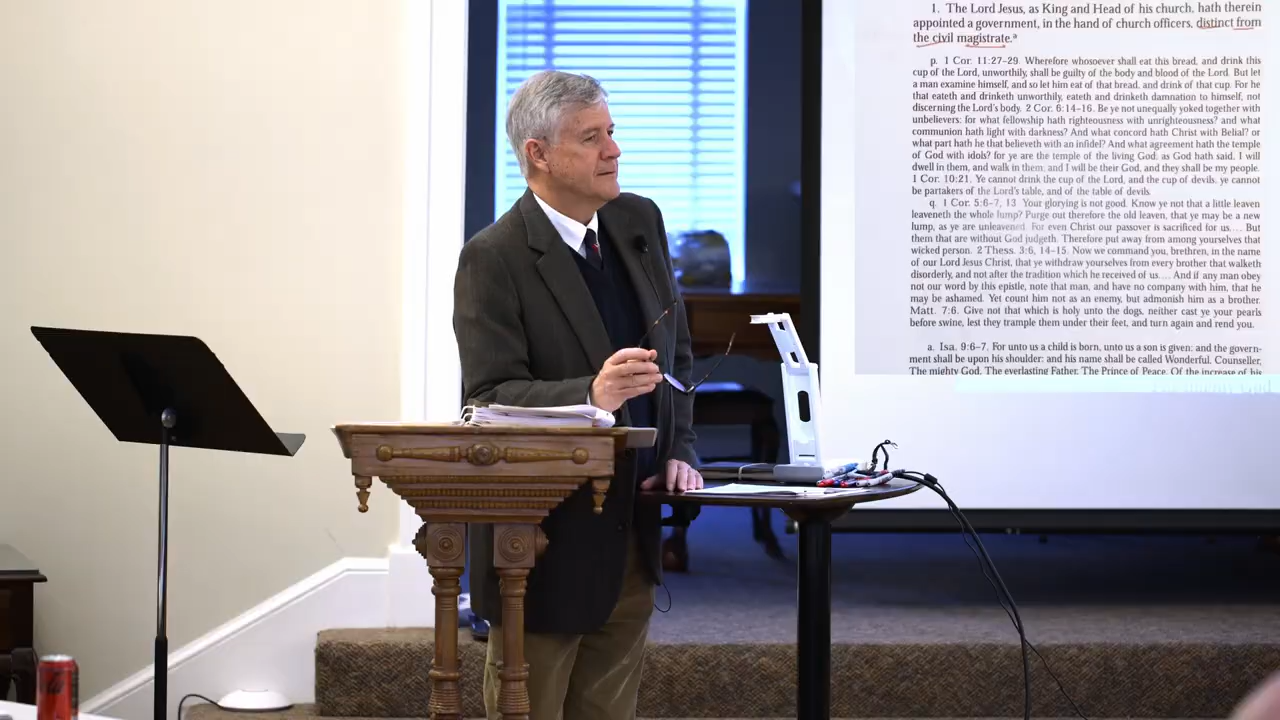 1. The Lord Jesus, as King and Head of his church, hath therein
appointed a government, in the hand of church officers, distinct from
the civil magistrate.ᵃ
p. 1 Cor. 11:27-29. Wherefore whosoever shall eat this bread, and drink this
cup of the Lord, unworthily, shall be guilty of the body and blood of the Lord. But let
a man examine himself, and so let him eat of that bread, and drink of that cup. For he
that eateth and drinketh unworthily, eateth and drinketh damnation to himself, not
discerning the Lord's body. 2 Cor. 6:14-16. Be ye not unequally yoked together with
unbelievers: for what fellowship hath righteousness with unrighteousness? and what
communion hath light with darkness? And what concord hath Christ with Belial? or
what part hath he that believeth with an infidel? And what agreement hath the temple
of God with idols? for ye are the temple of the living God; as God hath said, I will
dwell in them, and walk in them; and I will be their God, and they shall be my people.
1 Cor. 10:21. Ye cannot drink the cup of the Lord, and the cup of devils: ye cannot
be partakers of the Lord's table, and of the table of devils.
q. 1 Cor. 5:6-7, 13 Your glorying is not good. Know ye not that a little leaven
leaveneth the whole lump? Purge out therefore the old leaven, that ye may be a new
lump, as ye are unleavened. For even Christ our passover is sacrificed for us.... But
them that are without God judgeth. Therefore put away from among yourselves that
wicked person. 2 Thess. 3:6, 14-15. Now we command you, brethren, in the name
of our Lord Jesus Christ, that ye withdraw yourselves from every brother that walketh
disorderly, and not after the tradition which he received of us.... And if any man obey
not our word by this epistle, note that man, and have no company with him, that he
may be ashamed. Yet count him not as an enemy, but admonish him as a brother.
Matt. 7:6. Give not that which is holy unto the dogs, neither cast ye your pearls
before swine, lest they trample them under their feet, and turn again and rend you.
a. Isa. 9:6-7. For unto us a child is born, unto us a son is given: and the govern-
ment shall be upon his shoulder: and his name shall be called Wonderful, Counseller,
The mighty God, The everlasting Father, The Prince of Peace. Of the increase of his